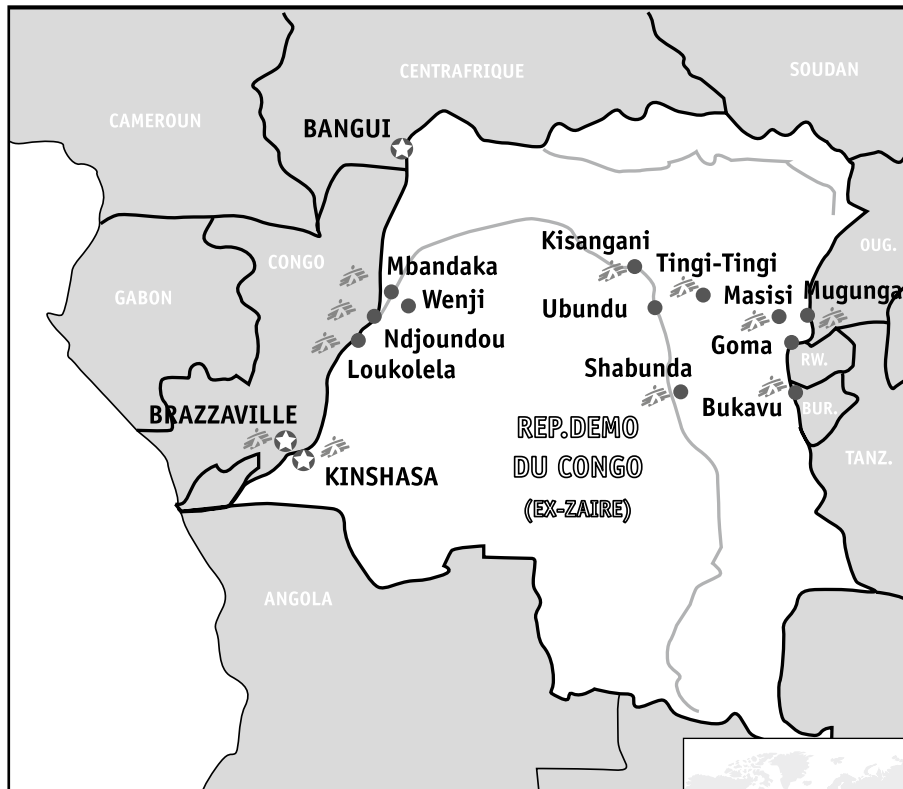 SOUDAN
CENTRAFRIQUE
CAMEROUN
BANGUI
OUG.
CONGO
Kisangani
Tingi-Tingi
Mbandaka
GABON
Wenji
Ubundu
Masisi
Mugunga
Ndjoundou
Goma
RW.
Loukolela
Shabunda
BRAZZAVILLE
Bukavu
BUR.
REP.DEMO
DU CONGO
(EX-ZAIRE)
TANZ.
KINSHASA
ANGOLA